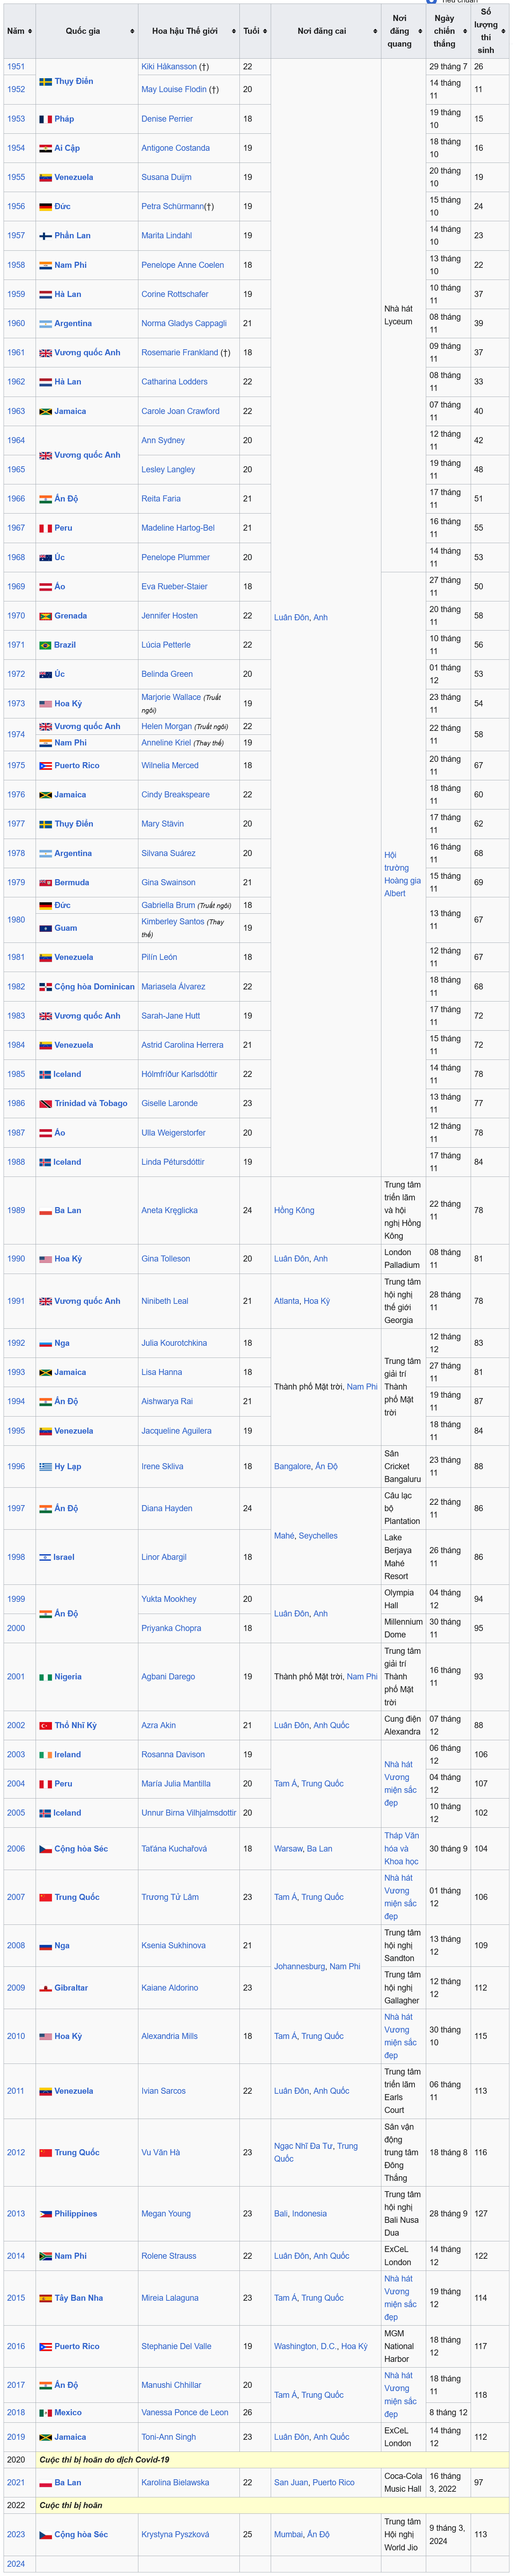 Năm Quốc gia Hoa hậu Thế giới Tuổi Nơi đăng cai Nơi đăng quang Ngày chiến thắng Số lượng thí sinh
1951 Thụy Điển Kiki Håkansson (†) 22 Luân Đôn, Anh Nhà hát Lyceum 29 tháng 7 26
1952 May Louise Flodin (†) 20 14 tháng 11 11
1953 Pháp Denise Perrier 18 19 tháng 10 15
1954 Ai Cập Antigone Costanda 19 18 tháng 10 16
1955 Venezuela Susana Duijm 19 20 tháng 10 19
1956 Đức Petra Schürmann(†) 19 15 tháng 10 24
1957 Phần Lan Marita Lindahl 19 14 tháng 10 23
1958 Nam Phi Penelope Anne Coelen 18 13 tháng 10 22
1959 Hà Lan Corine Rottschafer 19 10 tháng 11 37
1960 Argentina Norma Gladys Cappagli 21 08 tháng 11 39
1961 Vương quốc Anh Rosemarie Frankland (†) 18 09 tháng 11 37
1962 Hà Lan Catharina Lodders 22 08 tháng 11 33
1963 Jamaica Carole Joan Crawford 22 07 tháng 11 40
1964 Vương quốc Anh Ann Sydney 20 12 tháng 11 42
1965 Lesley Langley 20 19 tháng 11 48
1966 Ấn Độ Reita Faria 21 17 tháng 11 51
1967 Peru Madeline Hartog-Bel 21 16 tháng 11 55
1968 Úc Penelope Plummer 20 14 tháng 11 53
1969 Áo Eva Rueber-Staier 18 Hội trường Hoàng gia Albert 27 tháng 11 50
1970 Grenada Jennifer Hosten 22 20 tháng 11 58
1971 Brazil Lúcia Petterle 22 10 tháng 11 56
1972 Úc Belinda Green 20 01 tháng 12 53
1973 Hoa Kỳ Marjorie Wallace (Truất ngôi) 19 23 tháng 11 54
1974 Vương quốc Anh Helen Morgan (Truất ngôi) 22 22 tháng 11 58
Nam Phi Anneline Kriel (Thay thế) 19
1975 Puerto Rico Wilnelia Merced 18 20 tháng 11 67
1976 Jamaica Cindy Breakspeare 22 18 tháng 11 60
1977 Thụy Điển Mary Stävin 20 17 tháng 11 62
1978 Argentina Silvana Suárez 20 16 tháng 11 68
1979 Bermuda Gina Swainson 21 15 tháng 11 69
1980 Đức Gabriella Brum (Truất ngôi) 18 13 tháng 11 67
Guam Kimberley Santos (Thay thế) 19
1981 Venezuela Pilín León 18 12 tháng 11 67
1982 Cộng hòa Dominican Mariasela Álvarez 22 18 tháng 11 68
1983 Vương quốc Anh Sarah-Jane Hutt 19 17 tháng 11 72
1984 Venezuela Astrid Carolina Herrera 21 15 tháng 11 72
1985 Iceland Hólmfríður Karlsdóttir 22 14 tháng 11 78
1986 Trinidad và Tobago Giselle Laronde 23 13 tháng 11 77
1987 Áo Ulla Weigerstorfer 20 12 tháng 11 78
1988 Iceland Linda Pétursdóttir 19 17 tháng 11 84
1989 Ba Lan Aneta Kręglicka 24 Hồng Kông Trung tâm triển lãm và hội nghị Hồng Kông 22 tháng 11 78
1990 Hoa Kỳ Gina Tolleson 20 Luân Đôn, Anh London Palladium 08 tháng 11 81
1991 Vương quốc Anh Ninibeth Leal 21 Atlanta, Hoa Kỳ Trung tâm hội nghị thế giới Georgia 28 tháng 11 78
1992 Nga Julia Kourotchkina 18 Thành phố Mặt trời, Nam Phi Trung tâm giải trí Thành phố Mặt trời 12 tháng 12 83
1993 Jamaica Lisa Hanna 18 27 tháng 11 81
1994 Ấn Độ Aishwarya Rai 21 19 tháng 11 87
1995 Venezuela Jacqueline Aguilera 19 18 tháng 11 84
1996 Hy Lạp Irene Skliva 18 Bangalore, Ấn Độ Sân Cricket Bangaluru 23 tháng 11 88
1997 Ấn Độ Diana Hayden 24 Mahé, Seychelles Câu lạc bộ Plantation 22 tháng 11 86
1998 Israel Linor Abargil 18 Lake Berjaya Mahé Resort 26 tháng 11 86
1999 Ấn Độ Yukta Mookhey 20 Luân Đôn, Anh Olympia Hall 04 tháng 12 94
2000 Priyanka Chopra 18 Millennium Dome 30 tháng 11 95
2001 Nigeria Agbani Darego 19 Thành phố Mặt trời, Nam Phi Trung tâm giải trí Thành phố Mặt trời 16 tháng 11 93
2002 Thổ Nhĩ Kỳ Azra Akin 21 Luân Đôn, Anh Quốc Cung điện Alexandra 07 tháng 12 88
2003 Ireland Rosanna Davison 19 Tam Á, Trung Quốc Nhà hát Vương miện sắc đẹp 06 tháng 12 106
2004 Peru María Julia Mantilla 20 04 tháng 12 107
2005 Iceland Unnur Birna Vilhjalmsdottir 20 10 tháng 12 102
2006 Cộng hòa Séc Taťána Kuchařová 18 Warsaw, Ba Lan Tháp Văn hóa và Khoa học 30 tháng 9 104
2007 Trung Quốc Trương Tử Lâm 23 Tam Á, Trung Quốc Nhà hát Vương miện sắc đẹp 01 tháng 12 106
2008 Nga Ksenia Sukhinova 21 Johannesburg, Nam Phi Trung tâm hội nghị Sandton 13 tháng 12 109
2009 Gibraltar Kaiane Aldorino 23 Trung tâm hội nghị Gallagher 12 tháng 12 112
2010 Hoa Kỳ Alexandria Mills 18 Tam Á, Trung Quốc Nhà hát Vương miện sắc đẹp 30 tháng 10 115
2011 Venezuela Ivian Sarcos 22 Luân Đôn, Anh Quốc Trung tâm triển lãm Earls Court 06 tháng 11 113
2012 Trung Quốc Vu Văn Hà 23 Ngạc Nhĩ Đa Tư, Trung Quốc Sân vận động trung tâm Đông Thắng 18 tháng 8 116
2013 Philippines Megan Young 23 Bali, Indonesia Trung tâm hội nghị Bali Nusa Dua 28 tháng 9 127
2014 Nam Phi Rolene Strauss 22 Luân Đôn, Anh Quốc ExCeL London 14 tháng 12 122
2015 Tây Ban Nha Mireia Lalaguna 23 Tam Á, Trung Quốc Nhà hát Vương miện sắc đẹp 19 tháng 12 114
2016 Puerto Rico Stephanie Del Valle 19 Washington, D.C., Hoa Kỳ MGM National Harbor 18 tháng 12 117
2017 Ấn Độ Manushi Chhillar 20 Tam Á, Trung Quốc Nhà hát Vương miện sắc đẹp 18 tháng 11 118
2018 Mexico Vanessa Ponce de Leon 26 8 tháng 12
2019 Jamaica Toni-Ann Singh 23 Luân Đôn, Anh Quốc ExCeL London 14 tháng 12 112
2020 Cuộc thi bị hoãn do dịch Covid-19
2021 Ba Lan Karolina Bielawska 22 San Juan, Puerto Rico Coca-Cola Music Hall 16 tháng 3, 2022 97
2022 Cuộc thi bị hoãn
2023 Cộng hòa Séc Krystyna Pyszková 25 Mumbai, Ấn Độ Trung tâm Hội nghị World Jio 9 tháng 3, 2024 113
2024